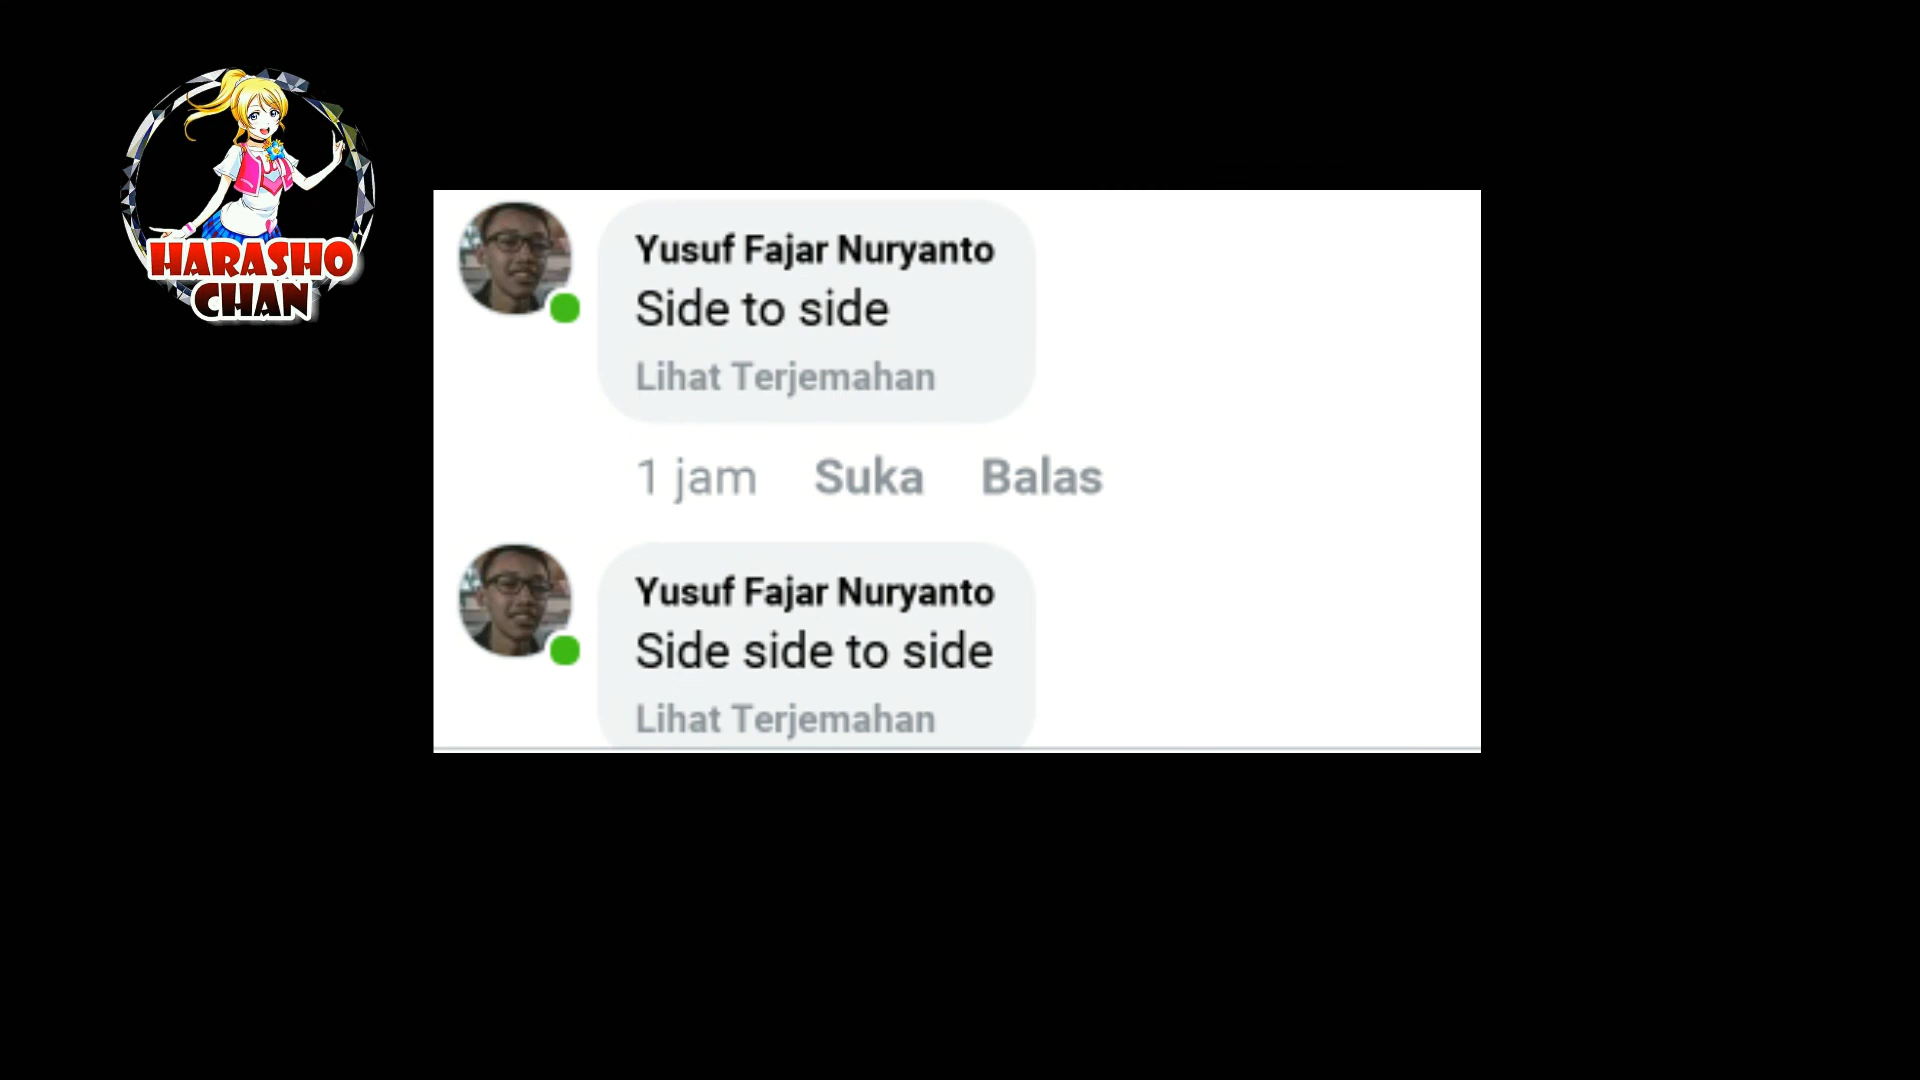 HARASHO
CHAN
Yusuf Fajar Nuryanto
Side to side
Lihat Terjemahan
1 jam Suka Balas
Yusuf Fajar Nuryanto
Side side to side
Lihat Terjemahan